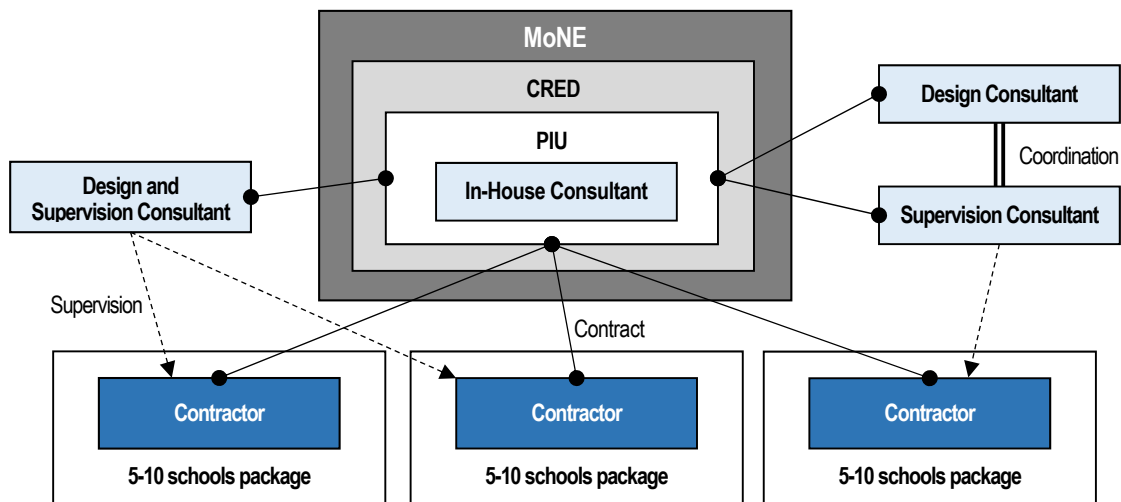 MoNE
CRED
PIU
In-House Consultant
Design Consultant
Coordination
Supervision Consultant
Design and
Supervision Consultant
Supervision
Contract
Contractor
5-10 schools package
Contractor
5-10 schools package
Contractor
5-10 schools package